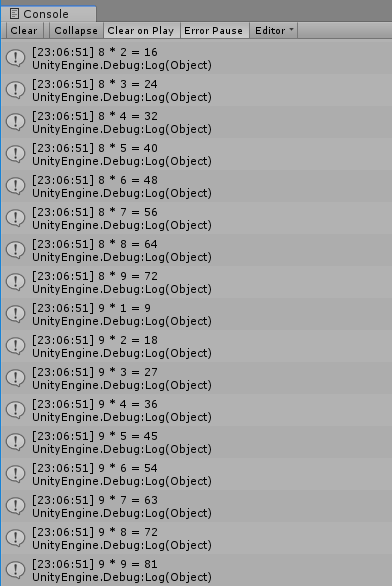 Console
Clear Collapse Clear on Play Error Pause Editor
[23:06:51] 8 * 2 = 16
UnityEngine.Debug:Log(Object)
[23:06:51] 8 * 3 = 24
UnityEngine.Debug:Log(Object)
[23:06:51] 8 * 4 = 32
UnityEngine.Debug:Log(Object)
[23:06:51] 8 * 5 = 40
UnityEngine.Debug:Log(Object)
[23:06:51] 8 * 6 = 48
UnityEngine.Debug:Log(Object)
[23:06:51] 8 * 7 = 56
UnityEngine.Debug:Log(Object)
[23:06:51] 8 * 8 = 64
UnityEngine.Debug:Log(Object)
[23:06:51] 8 * 9 = 72
UnityEngine.Debug:Log(Object)
[23:06:51] 9 * 1 = 9
UnityEngine.Debug:Log(Object)
[23:06:51] 9 * 2 = 18
UnityEngine.Debug:Log(Object)
[23:06:51] 9 * 3 = 27
UnityEngine.Debug:Log(Object)
[23:06:51] 9 * 4 = 36
UnityEngine.Debug:Log(Object)
[23:06:51] 9 * 5 = 45
UnityEngine.Debug:Log(Object)
[23:06:51] 9 * 6 = 54
UnityEngine.Debug:Log(Object)
[23:06:51] 9 * 7 = 63
UnityEngine.Debug:Log(Object)
[23:06:51] 9 * 8 = 72
UnityEngine.Debug:Log(Object)
[23:06:51] 9 * 9 = 81
UnityEngine.Debug:Log(Object)